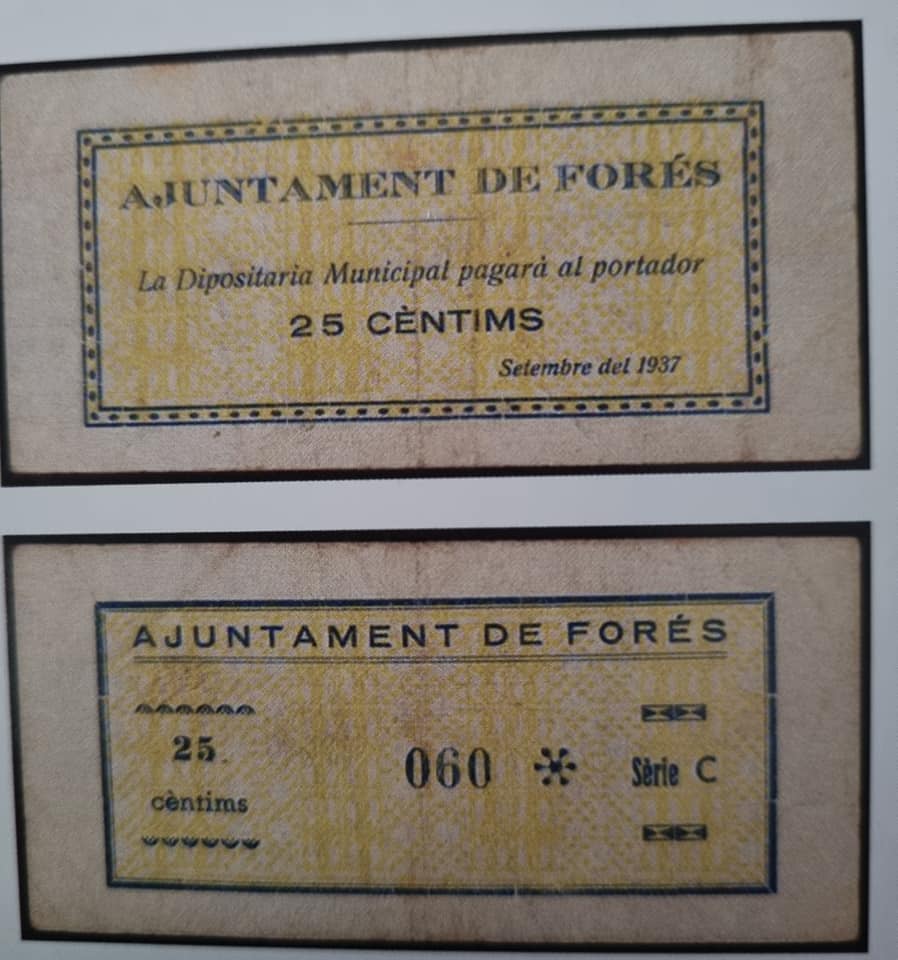 AJUNTAMENT DE FORÉS
La Dipositaria Municipal pagarà al portador
25 CÈNTIMS
Setembre del 1937
AJUNTAMENT DE FORÉS
25
cèntims
060 *
Sèrie C